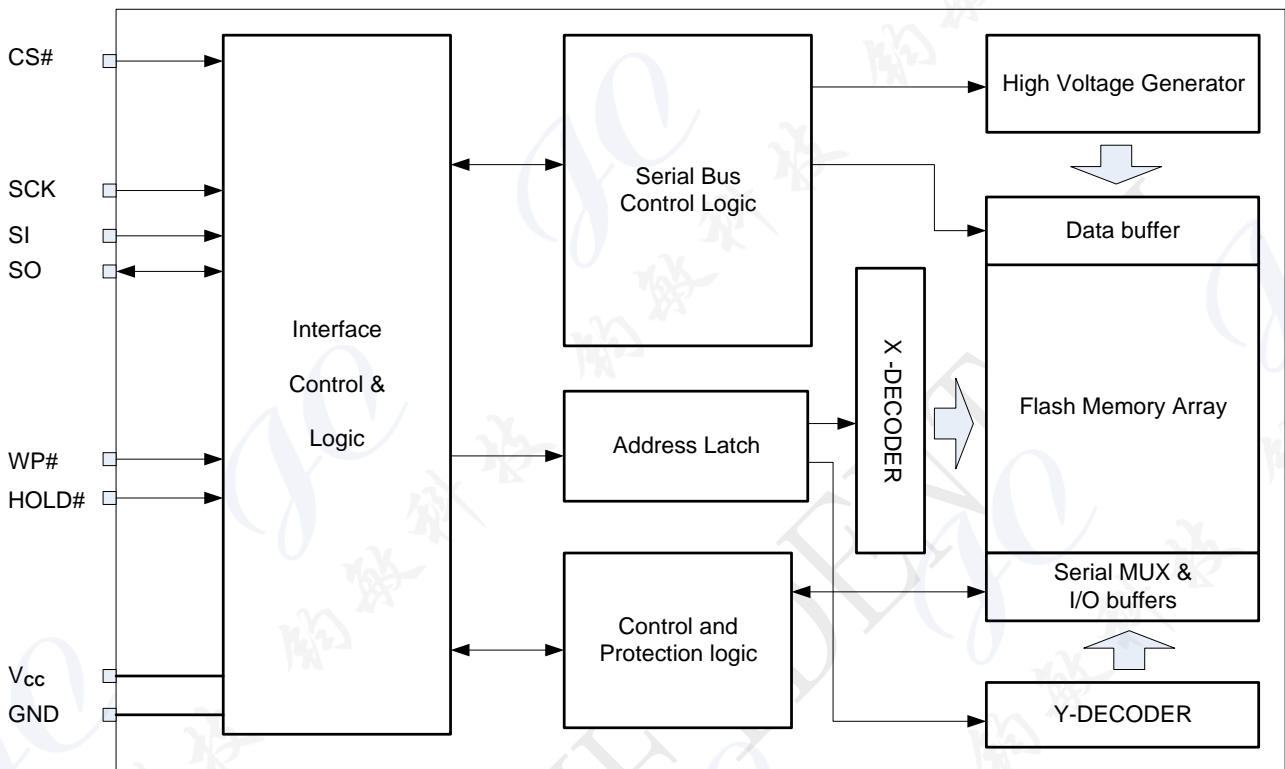 CS#
SCK
SI
SO
WP#
HOLD#
Vcc
GND
Interface
Control &
Logic
Serial Bus
Control Logic
Address Latch
Control and
Protection logic
X -DECODER
High Voltage Generator
Data buffer
Flash Memory Array
Serial MUX &
I/O buffers
Y-DECODER